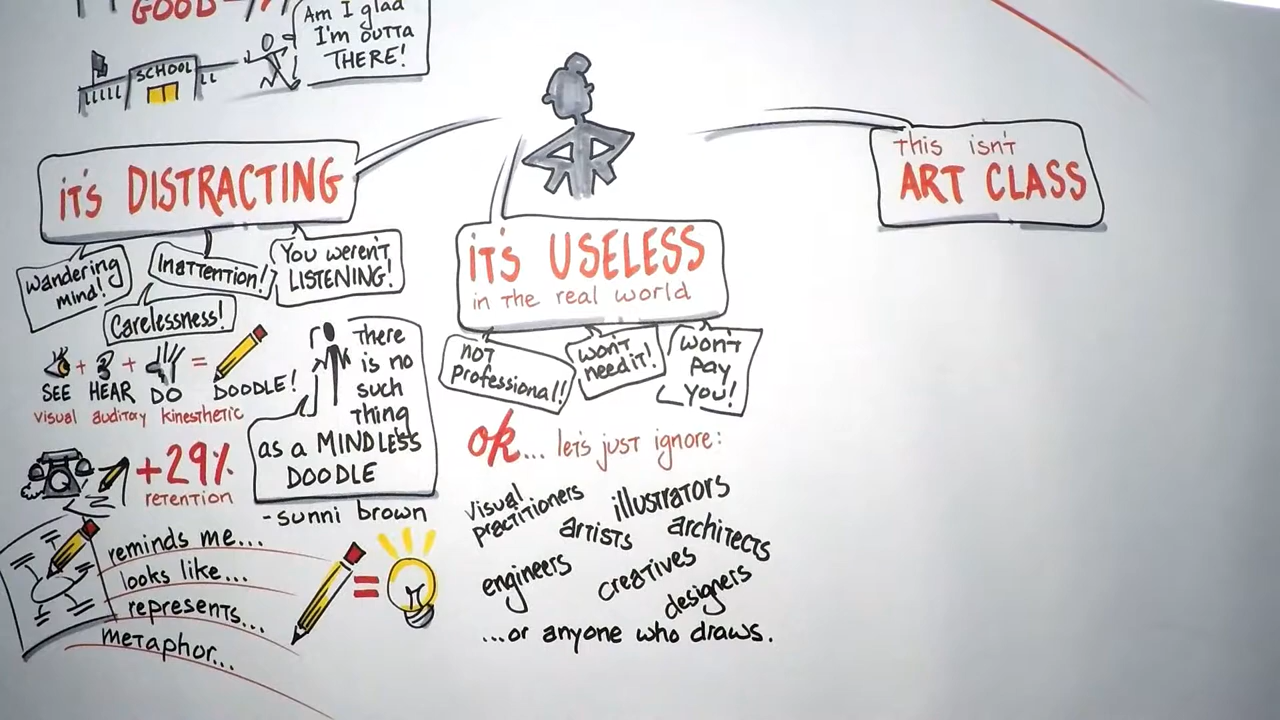 GOOD
Am I glad
I'm outta
THERE!
SCHOOL
it's DISTRACTING
Wandering
mind!
Inattention!
You weren't
LISTENING!
Carelessness!
+ + =
SEE HEAR DO DOODLE!
visual auditory kinesthetic
There
is no
such
thing
as a MINDLESS
DOODLE
- sunni brown
+29%
retention
reminds me...
looks like...
represents...
metaphor...
=
it's USELESS
in the real world
not
professional!
won't
need it!
won't
pay
you!
ok... let's just ignore:
visual
practitioners
illustrators
artists
architects
engineers
creatives
designers
...or anyone who draws.
this isn't
ART CLASS